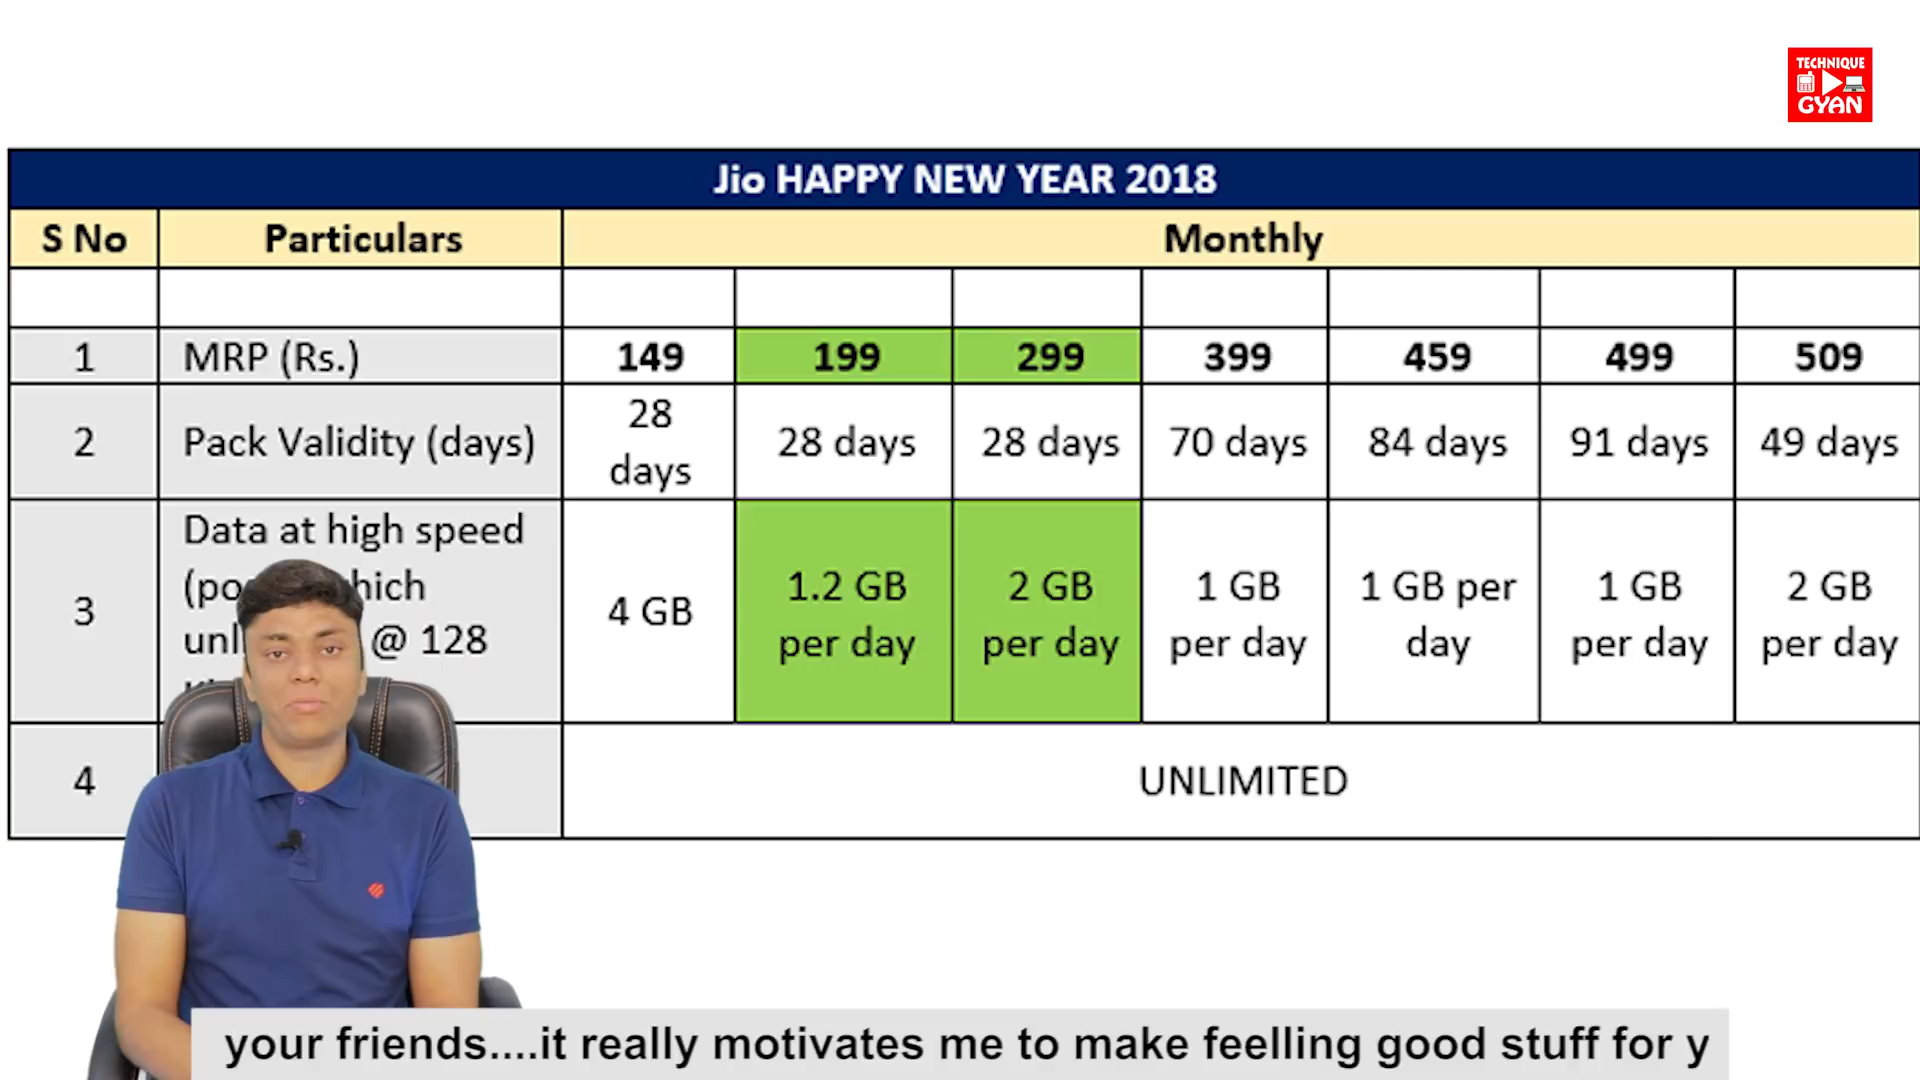 TECHNIQUE
GYAN
Jio HAPPY NEW YEAR 2018
S No Particulars Monthly
1 MRP (Rs.) 149 199 299 399 459 499 509
2 Pack Validity (days) 28 days 28 days 28 days 70 days 84 days 91 days 49 days
3 Data at high speed 4 GB 1.2 GB per day 2 GB per day 1 GB per day 1 GB per day 1 GB per day 2 GB per day
@ 128
4 UNLIMITED
your friends....it really motivates me to make feelling good stuff for y